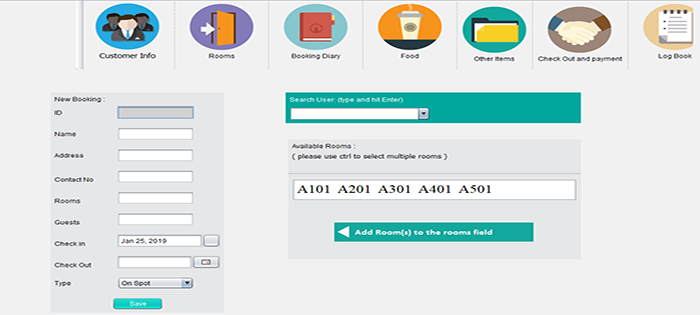 Customer Info
Rooms
Booking Diary
Food
Other Items
Check Out and payment
Log Book
New Booking :
ID
Name
Address
Contact No
Rooms
Guests
Check in
Jan 25, 2019
Check Out
Type
On Spot
Save
Search User: (type and hit Enter)
Available Rooms :
( please use ctrl to select multiple rooms )
A101 A201 A301 A401 A501
Add Room(s) to the rooms field